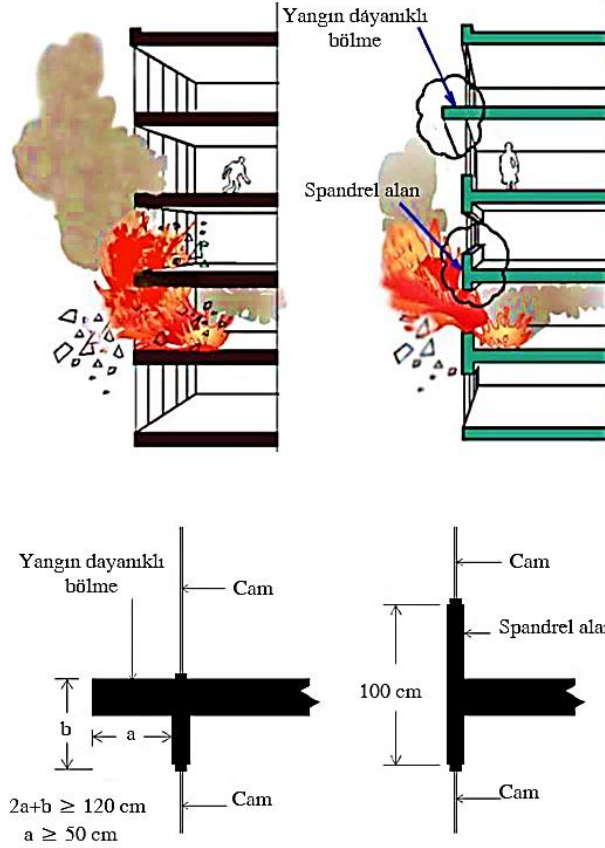 Yangın dayanıklı
bölme
Spandrel alan
Yangın dayanıklı
bölme
Cam
b
a
Cam
2a+b ≥ 120 cm
a ≥ 50 cm
Cam
Spandrel alan
100 cm
Cam